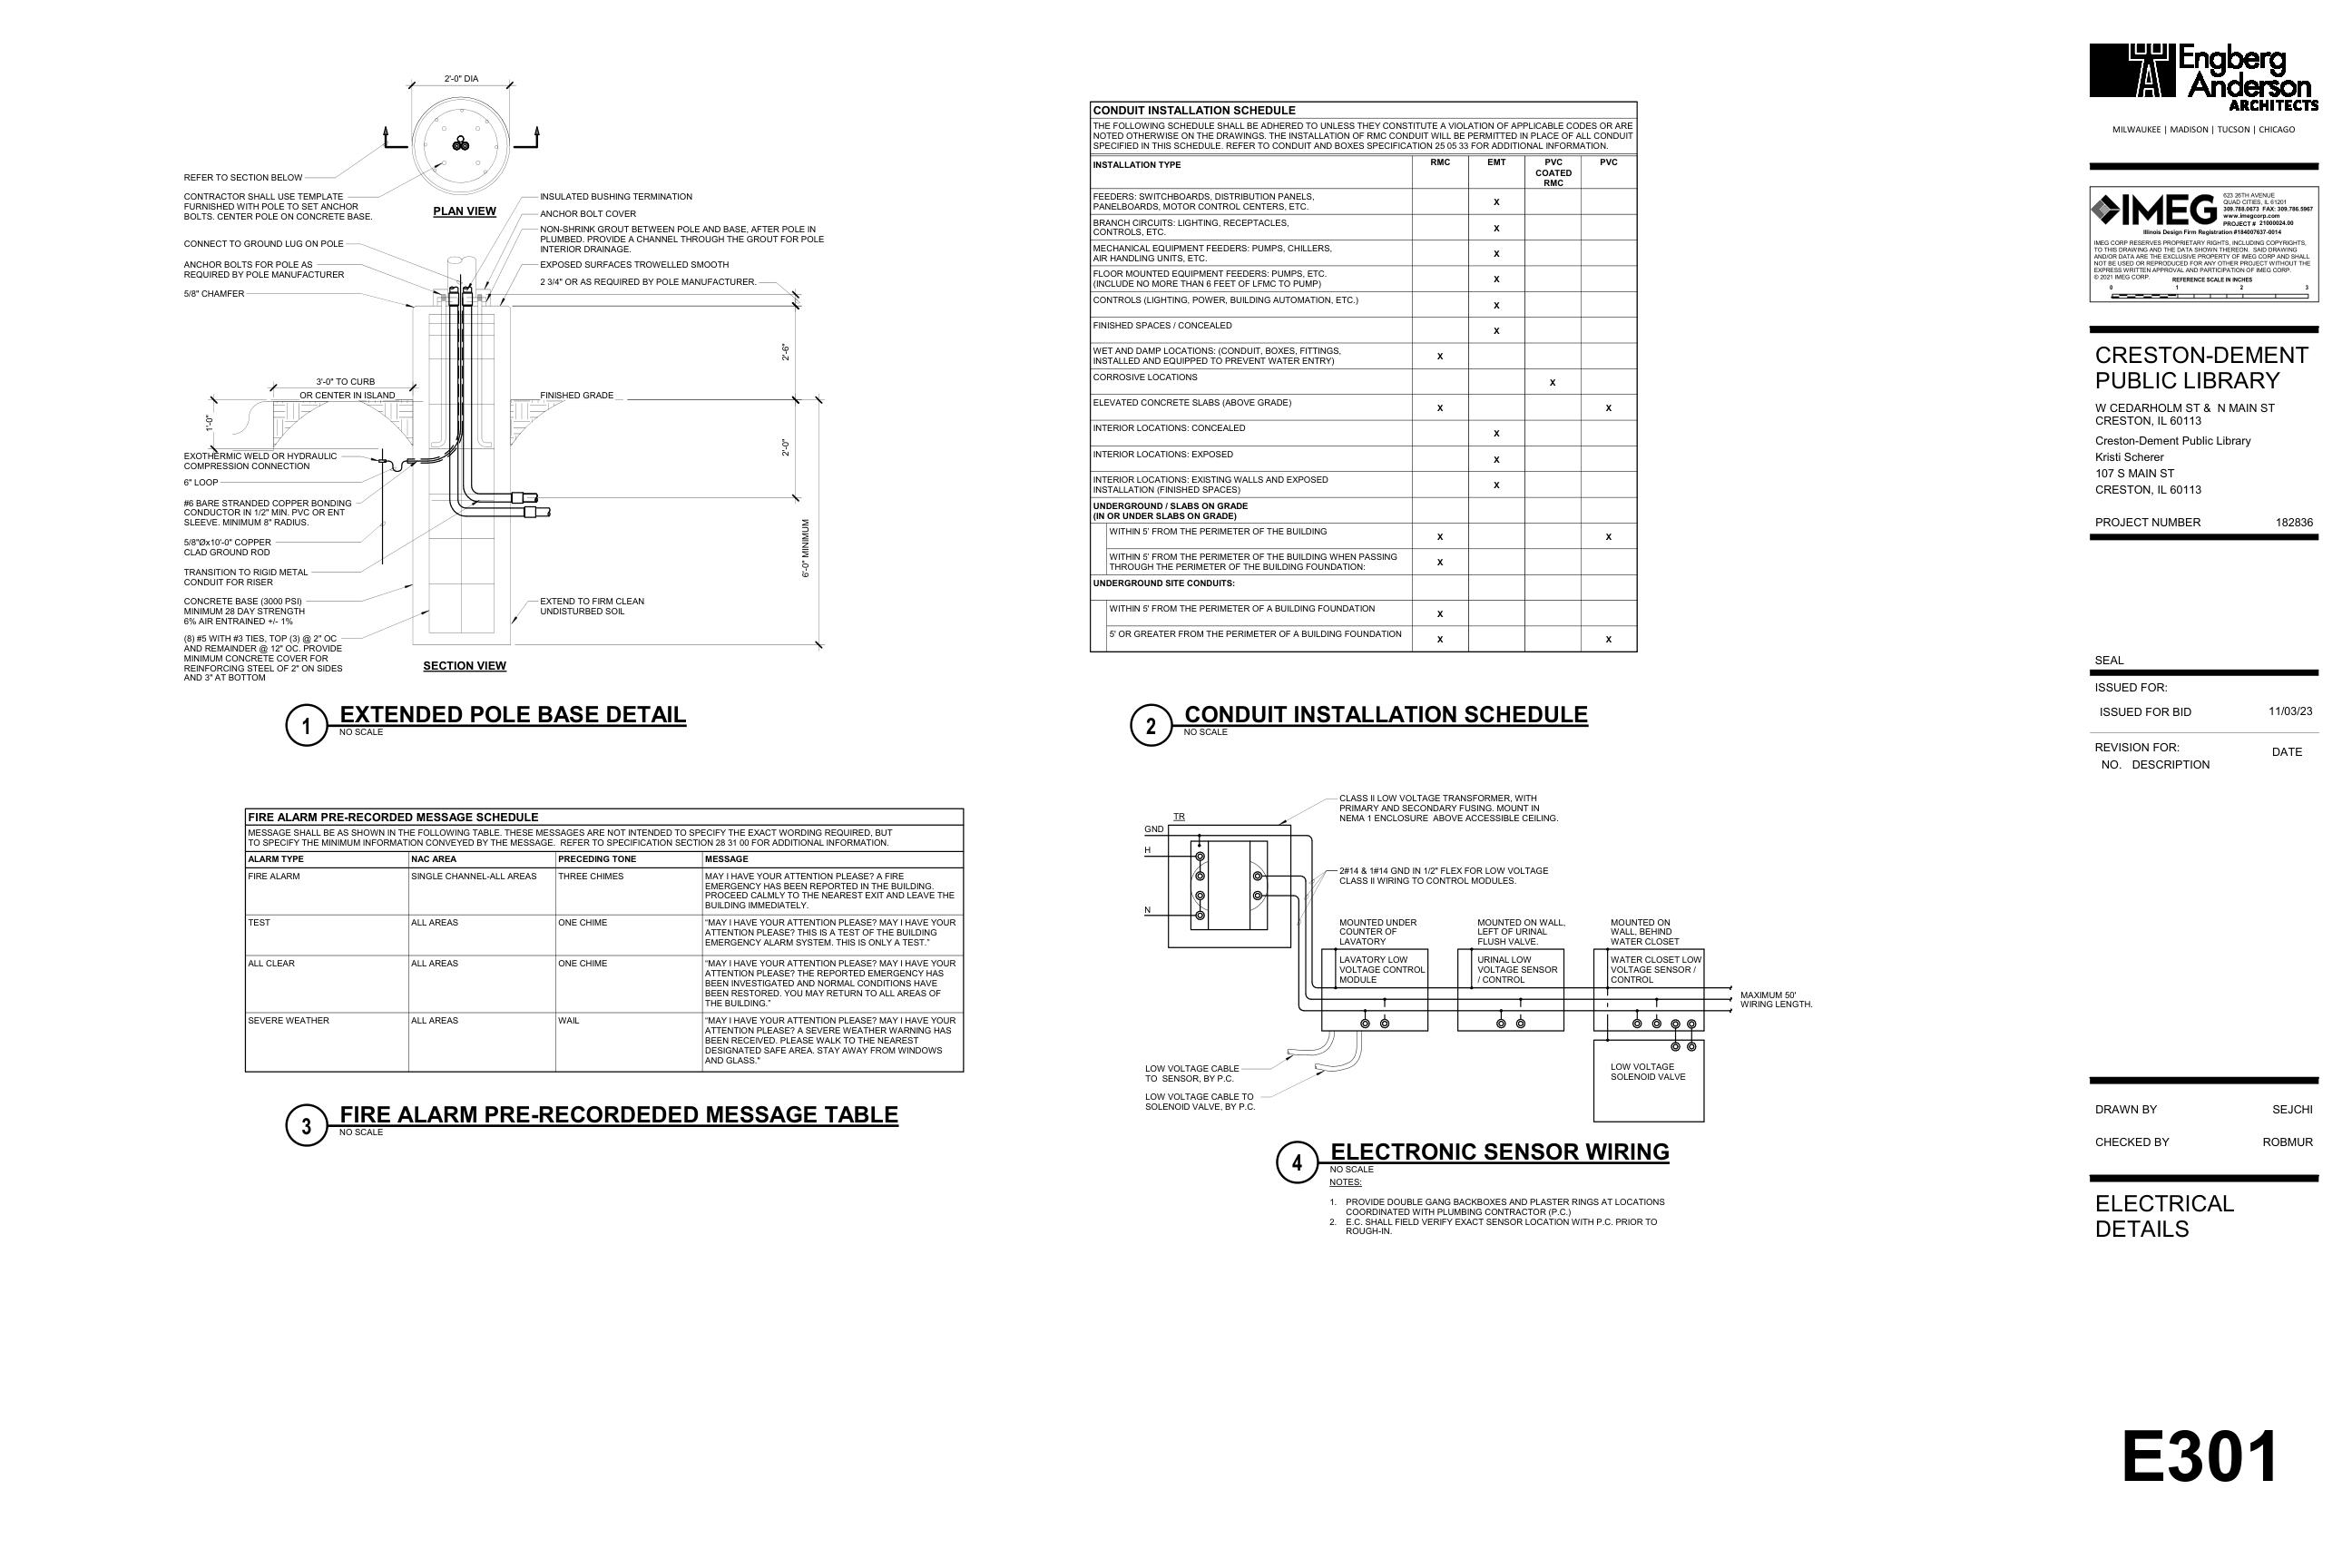 2'-0" DIA
REFER TO SECTION BELOW
CONTRACTOR SHALL USE TEMPLATE
FURNISHED WITH POLE TO SET ANCHOR
BOLTS. CENTER POLE ON CONCRETE BASE.
PLAN VIEW
CONNECT TO GROUND LUG ON POLE
ANCHOR BOLTS FOR POLE AS
REQUIRED BY POLE MANUFACTURER
5/8" CHAMFER
INSULATED BUSHING TERMINATION
ANCHOR BOLT COVER
NON-SHRINK GROUT BETWEEN POLE AND BASE, AFTER POLE IN
PLUMBED. PROVIDE A CHANNEL THROUGH THE GROUT FOR POLE
INTERIOR DRAINAGE.
EXPOSED SURFACES TROWELLED SMOOTH
2 3/4" OR AS REQUIRED BY POLE MANUFACTURER.
2'-6"
3'-0" TO CURB
OR CENTER IN ISLAND
FINISHED GRADE
1'-0"
2'-0"
6'-0" MINIMUM
EXOTHERMIC WELD OR HYDRAULIC
COMPRESSION CONNECTION
6" LOOP
#6 BARE STRANDED COPPER BONDING
CONDUCTOR IN 1/2" MIN. PVC OR ENT
SLEEVE. MINIMUM 8" RADIUS.
5/8"Øx10'-0" COPPER
CLAD GROUND ROD
TRANSITION TO RIGID METAL
CONDUIT FOR RISER
CONCRETE BASE (3000 PSI)
MINIMUM 28 DAY STRENGTH
6% AIR ENTRAINED +/- 1%
(8) #5 WITH #3 TIES, TOP (3) @ 2" OC
AND REMAINDER @ 12" OC. PROVIDE
MINIMUM CONCRETE COVER FOR
REINFORCING STEEL OF 2" ON SIDES
AND 3" AT BOTTOM
EXTEND TO FIRM CLEAN
UNDISTURBED SOIL
SECTION VIEW
1 EXTENDED POLE BASE DETAIL
NO SCALE
CONDUIT INSTALLATION SCHEDULE
THE FOLLOWING SCHEDULE SHALL BE ADHERED TO UNLESS THEY CONSTITUTE A VIOLATION OF APPLICABLE CODES OR ARE
NOTED OTHERWISE ON THE DRAWINGS. THE INSTALLATION OF RMC CONDUIT WILL BE PERMITTED IN PLACE OF ALL CONDUIT
SPECIFIED IN THIS SCHEDULE. REFER TO CONDUIT AND BOXES SPECIFICATION 25 05 33 FOR ADDITIONAL INFORMATION.
INSTALLATION TYPE RMC EMT PVC PVC
COATED
RMC
FEEDERS: SWITCHBOARDS, DISTRIBUTION PANELS,
PANELBOARDS, MOTOR CONTROL CENTERS, ETC. X
BRANCH CIRCUITS: LIGHTING, RECEPTACLES,
CONTROLS, ETC. X
MECHANICAL EQUIPMENT FEEDERS: PUMPS, CHILLERS,
AIR HANDLING UNITS, ETC. X
FLOOR MOUNTED EQUIPMENT FEEDERS: PUMPS, ETC.
(INCLUDE NO MORE THAN 6 FEET OF LFMC TO PUMP) X
CONTROLS (LIGHTING, POWER, BUILDING AUTOMATION, ETC.) X
FINISHED SPACES / CONCEALED X
WET AND DAMP LOCATIONS: (CONDUIT, BOXES, FITTINGS,
INSTALLED AND EQUIPPED TO PREVENT WATER ENTRY) X
CORROSIVE LOCATIONS X
ELEVATED CONCRETE SLABS (ABOVE GRADE) X X
INTERIOR LOCATIONS: CONCEALED X
INTERIOR LOCATIONS: EXPOSED X
INTERIOR LOCATIONS: EXISTING WALLS AND EXPOSED
INSTALLATION (FINISHED SPACES) X
UNDERGROUND / SLABS ON GRADE
(IN OR UNDER SLABS ON GRADE)
WITHIN 5' FROM THE PERIMETER OF THE BUILDING X X
WITHIN 5' FROM THE PERIMETER OF THE BUILDING WHEN PASSING
THROUGH THE PERIMETER OF THE BUILDING FOUNDATION: X
UNDERGROUND SITE CONDUITS:
WITHIN 5' FROM THE PERIMETER OF A BUILDING FOUNDATION X
5' OR GREATER FROM THE PERIMETER OF A BUILDING FOUNDATION X X
2 CONDUIT INSTALLATION SCHEDULE
NO SCALE
FIRE ALARM PRE-RECORDED MESSAGE SCHEDULE
MESSAGE SHALL BE AS SHOWN IN THE FOLLOWING TABLE. THESE MESSAGES ARE NOT INTENDED TO SPECIFY THE EXACT WORDING REQUIRED, BUT
TO SPECIFY THE MINIMUM INFORMATION CONVEYED BY THE MESSAGE. REFER TO SPECIFICATION SECTION 28 31 00 FOR ADDITIONAL INFORMATION.
ALARM TYPE NAC AREA PRECEDING TONE MESSAGE
FIRE ALARM SINGLE CHANNEL-ALL AREAS THREE CHIMES MAY I HAVE YOUR ATTENTION PLEASE? A FIRE
EMERGENCY HAS BEEN REPORTED IN THE BUILDING.
PROCEED CALMLY TO THE NEAREST EXIT AND LEAVE THE
BUILDING IMMEDIATELY.
TEST ALL AREAS ONE CHIME "MAY I HAVE YOUR ATTENTION PLEASE? MAY I HAVE YOUR
ATTENTION PLEASE? THIS IS A TEST OF THE BUILDING
EMERGENCY ALARM SYSTEM. THIS IS ONLY A TEST."
ALL CLEAR ALL AREAS ONE CHIME "MAY I HAVE YOUR ATTENTION PLEASE? MAY I HAVE YOUR
ATTENTION PLEASE? THE REPORTED EMERGENCY HAS
BEEN INVESTIGATED AND NORMAL CONDITIONS HAVE
BEEN RESTORED. YOU MAY RETURN TO ALL AREAS OF
THE BUILDING."
SEVERE WEATHER ALL AREAS WAIL "MAY I HAVE YOUR ATTENTION PLEASE? MAY I HAVE YOUR
ATTENTION PLEASE? A SEVERE WEATHER WARNING HAS
BEEN RECEIVED. PLEASE WALK TO THE NEAREST
DESIGNATED SAFE AREA. STAY AWAY FROM WINDOWS
AND GLASS."
3 FIRE ALARM PRE-RECORDEDED MESSAGE TABLE
NO SCALE
TR
GND
H
N
CLASS II LOW VOLTAGE TRANSFORMER, WITH
PRIMARY AND SECONDARY FUSING. MOUNT IN
NEMA 1 ENCLOSURE ABOVE ACCESSIBLE CEILING.
2#14 & 1#14 GND IN 1/2" FLEX FOR LOW VOLTAGE
CLASS II WIRING TO CONTROL MODULES.
MOUNTED UNDER
COUNTER OF
LAVATORY
MOUNTED ON WALL,
LEFT OF URINAL
FLUSH VALVE.
MOUNTED ON
WALL, BEHIND
WATER CLOSET
LAVATORY LOW
VOLTAGE CONTROL
MODULE
URINAL LOW
VOLTAGE SENSOR
/ CONTROL
WATER CLOSET LOW
VOLTAGE SENSOR /
CONTROL
MAXIMUM 50'
WIRING LENGTH.
LOW VOLTAGE CABLE
TO SENSOR, BY P.C.
LOW VOLTAGE CABLE TO
SOLENOID VALVE, BY P.C.
LOW VOLTAGE
SOLENOID VALVE
4 ELECTRONIC SENSOR WIRING
NO SCALE
NOTES:
1. PROVIDE DOUBLE GANG BACKBOXES AND PLASTER RINGS AT LOCATIONS
COORDINATED WITH PLUMBING CONTRACTOR (P.C.)
2. E.C. SHALL FIELD VERIFY EXACT SENSOR LOCATION WITH P.C. PRIOR TO
ROUGH-IN.
Engberg
Anderson
ARCHITECTS
MILWAUKEE | MADISON | TUCSON | CHICAGO
IMEG
623 26TH AVENUE
QUAD CITIES, IL 61201
309.788.0673 FAX: 309.786.5967
www.imegcorp.com
PROJECT # 21000024.00
Illinois Design Firm Registration #184007637-0014
IMEG CORP RESERVES PROPRIETARY RIGHTS, INCLUDING COPYRIGHTS,
TO THIS DRAWING AND THE DATA SHOWN THEREON. SAID DRAWING
AND/OR DATA ARE THE EXCLUSIVE PROPERTY OF IMEG CORP AND SHALL
NOT BE USED OR REPRODUCED FOR ANY OTHER PROJECT WITHOUT THE
EXPRESS WRITTEN APPROVAL AND PARTICIPATION OF IMEG CORP.
© 2021 IMEG CORP.
REFERENCE SCALE IN INCHES
0 1 2 3
CRESTON-DEMENT
PUBLIC LIBRARY
W CEDARHOLM ST & N MAIN ST
CRESTON, IL 60113
Creston-Dement Public Library
Kristi Scherer
107 S MAIN ST
CRESTON, IL 60113
PROJECT NUMBER 182836
SEAL
ISSUED FOR:
ISSUED FOR BID 11/03/23
REVISION FOR:
NO. DESCRIPTION DATE
DRAWN BY SEJCHI
CHECKED BY ROBMUR
ELECTRICAL
DETAILS
E301